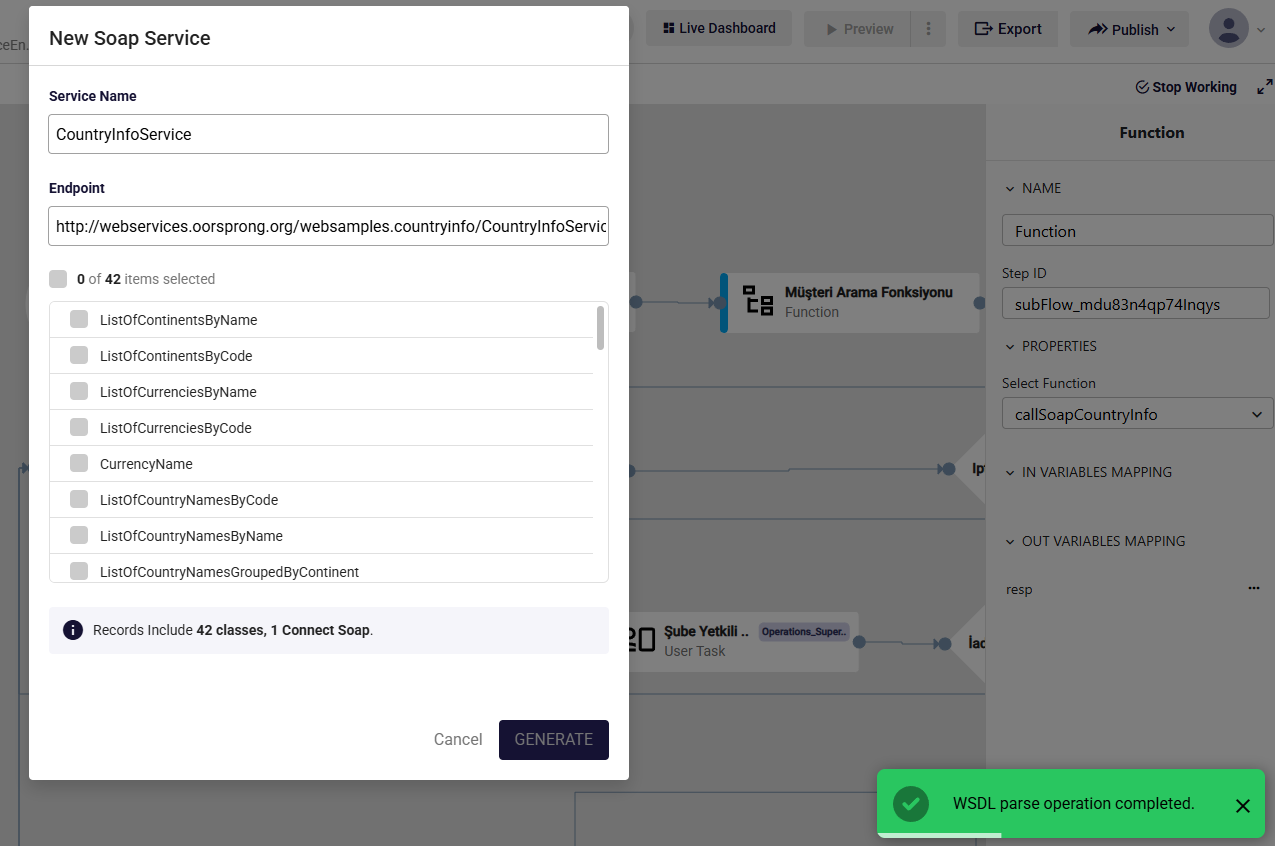 New Soap Service
Service Name
CountryInfoService
Endpoint
http://webservices.oorsprong.org/websamples.countryinfo/CountryInfoServic
0 of 42 items selected
ListOfContinentsByName
ListOfContinentsByCode
ListOfCurrenciesByName
ListOfCurrenciesByCode
CurrencyName
ListOfCountryNamesByCode
ListOfCountryNamesByName
ListOfCountryNamesGroupedByContinent
Records Include 42 classes, 1 Connect Soap.
Cancel
GENERATE
ceEn.
Live Dashboard
Preview
Export
Publish
Stop Working
Müşteri Arama Fonksiyonu
Function
Şube Yetkili ..
Operations_Super..
User Task
Function
NAME
Function
Step ID
subFlow_mdu83n4qp74lnqys
PROPERTIES
Select Function
callSoapCountryInfo
IN VARIABLES MAPPING
OUT VARIABLES MAPPING
resp
WSDL parse operation completed.